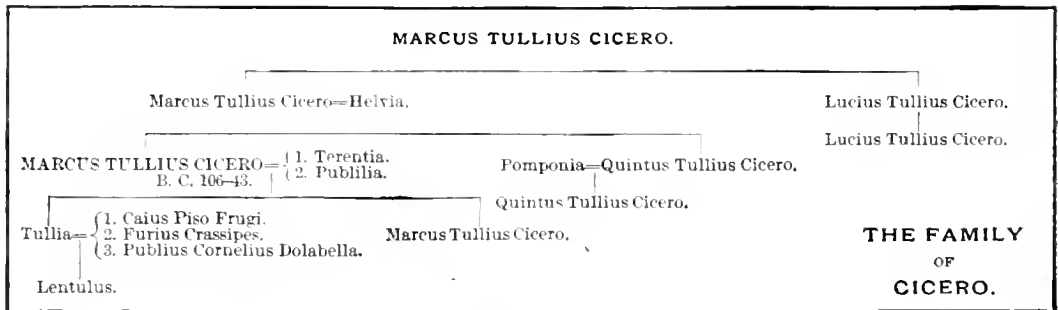 MARCUS TULLIUS CICERO.
Marcus Tullius Cicero=Helvia.
Lucius Tullius Cicero.
Lucius Tullius Cicero.
MARCUS TULLIUS CICERO= { 1. Terentia.
B. C. 106–43. { 2. Publilia.
Pomponia=Quintus Tullius Cicero.
Quintus Tullius Cicero.
{ 1. Caius Piso Frugi.
Tullia= { 2. Furius Crassipes.
{ 3. Publius Cornelius Dolabella.
Marcus Tullius Cicero.
Lentulus.
THE FAMILY
OF
CICERO.